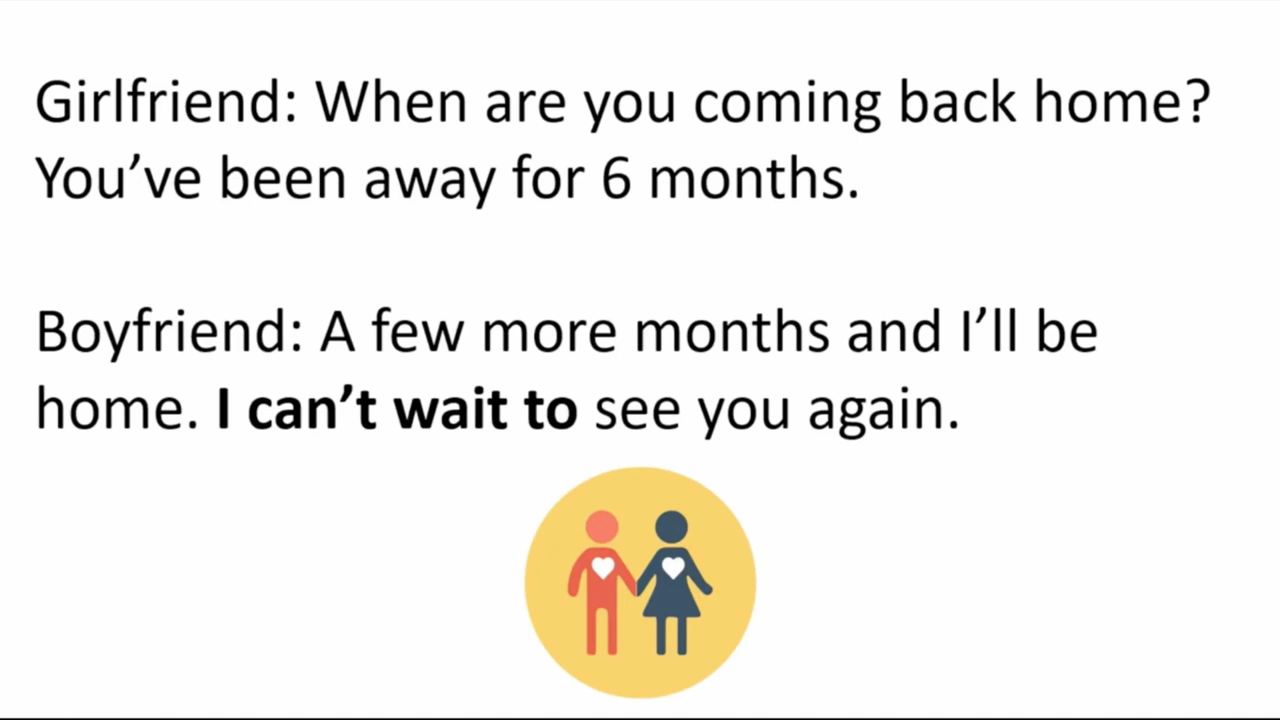 Girlfriend: When are you coming back home?
You’ve been away for 6 months.
Boyfriend: A few more months and I’ll be
home. I can’t wait to see you again.